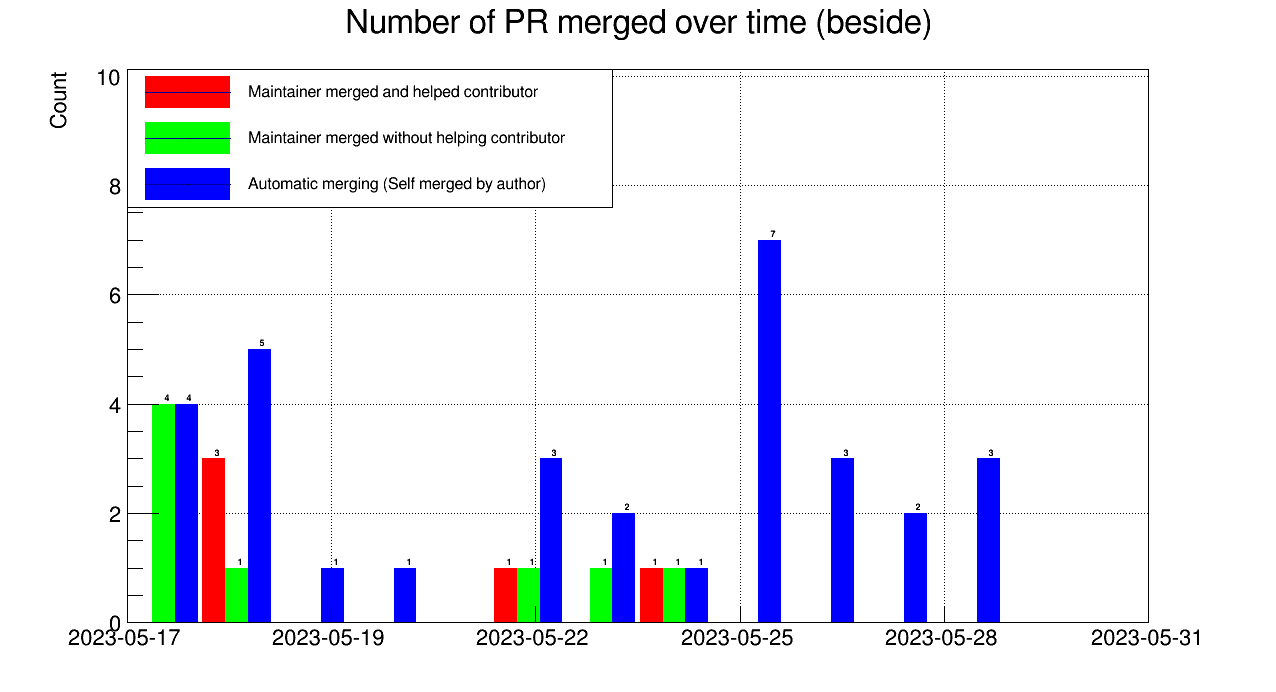 Number of PR merged over time (beside)
Count
10
8
6
4
2
0
Maintainer merged and helped contributor
Maintainer merged without helping contributor
Automatic merging (Self merged by author)
4 4
3 1 5
1
1
1 1 3
1 2
1 1 1
7
3
2
3
2023-05-17 2023-05-19 2023-05-22 2023-05-25 2023-05-28 2023-05-31